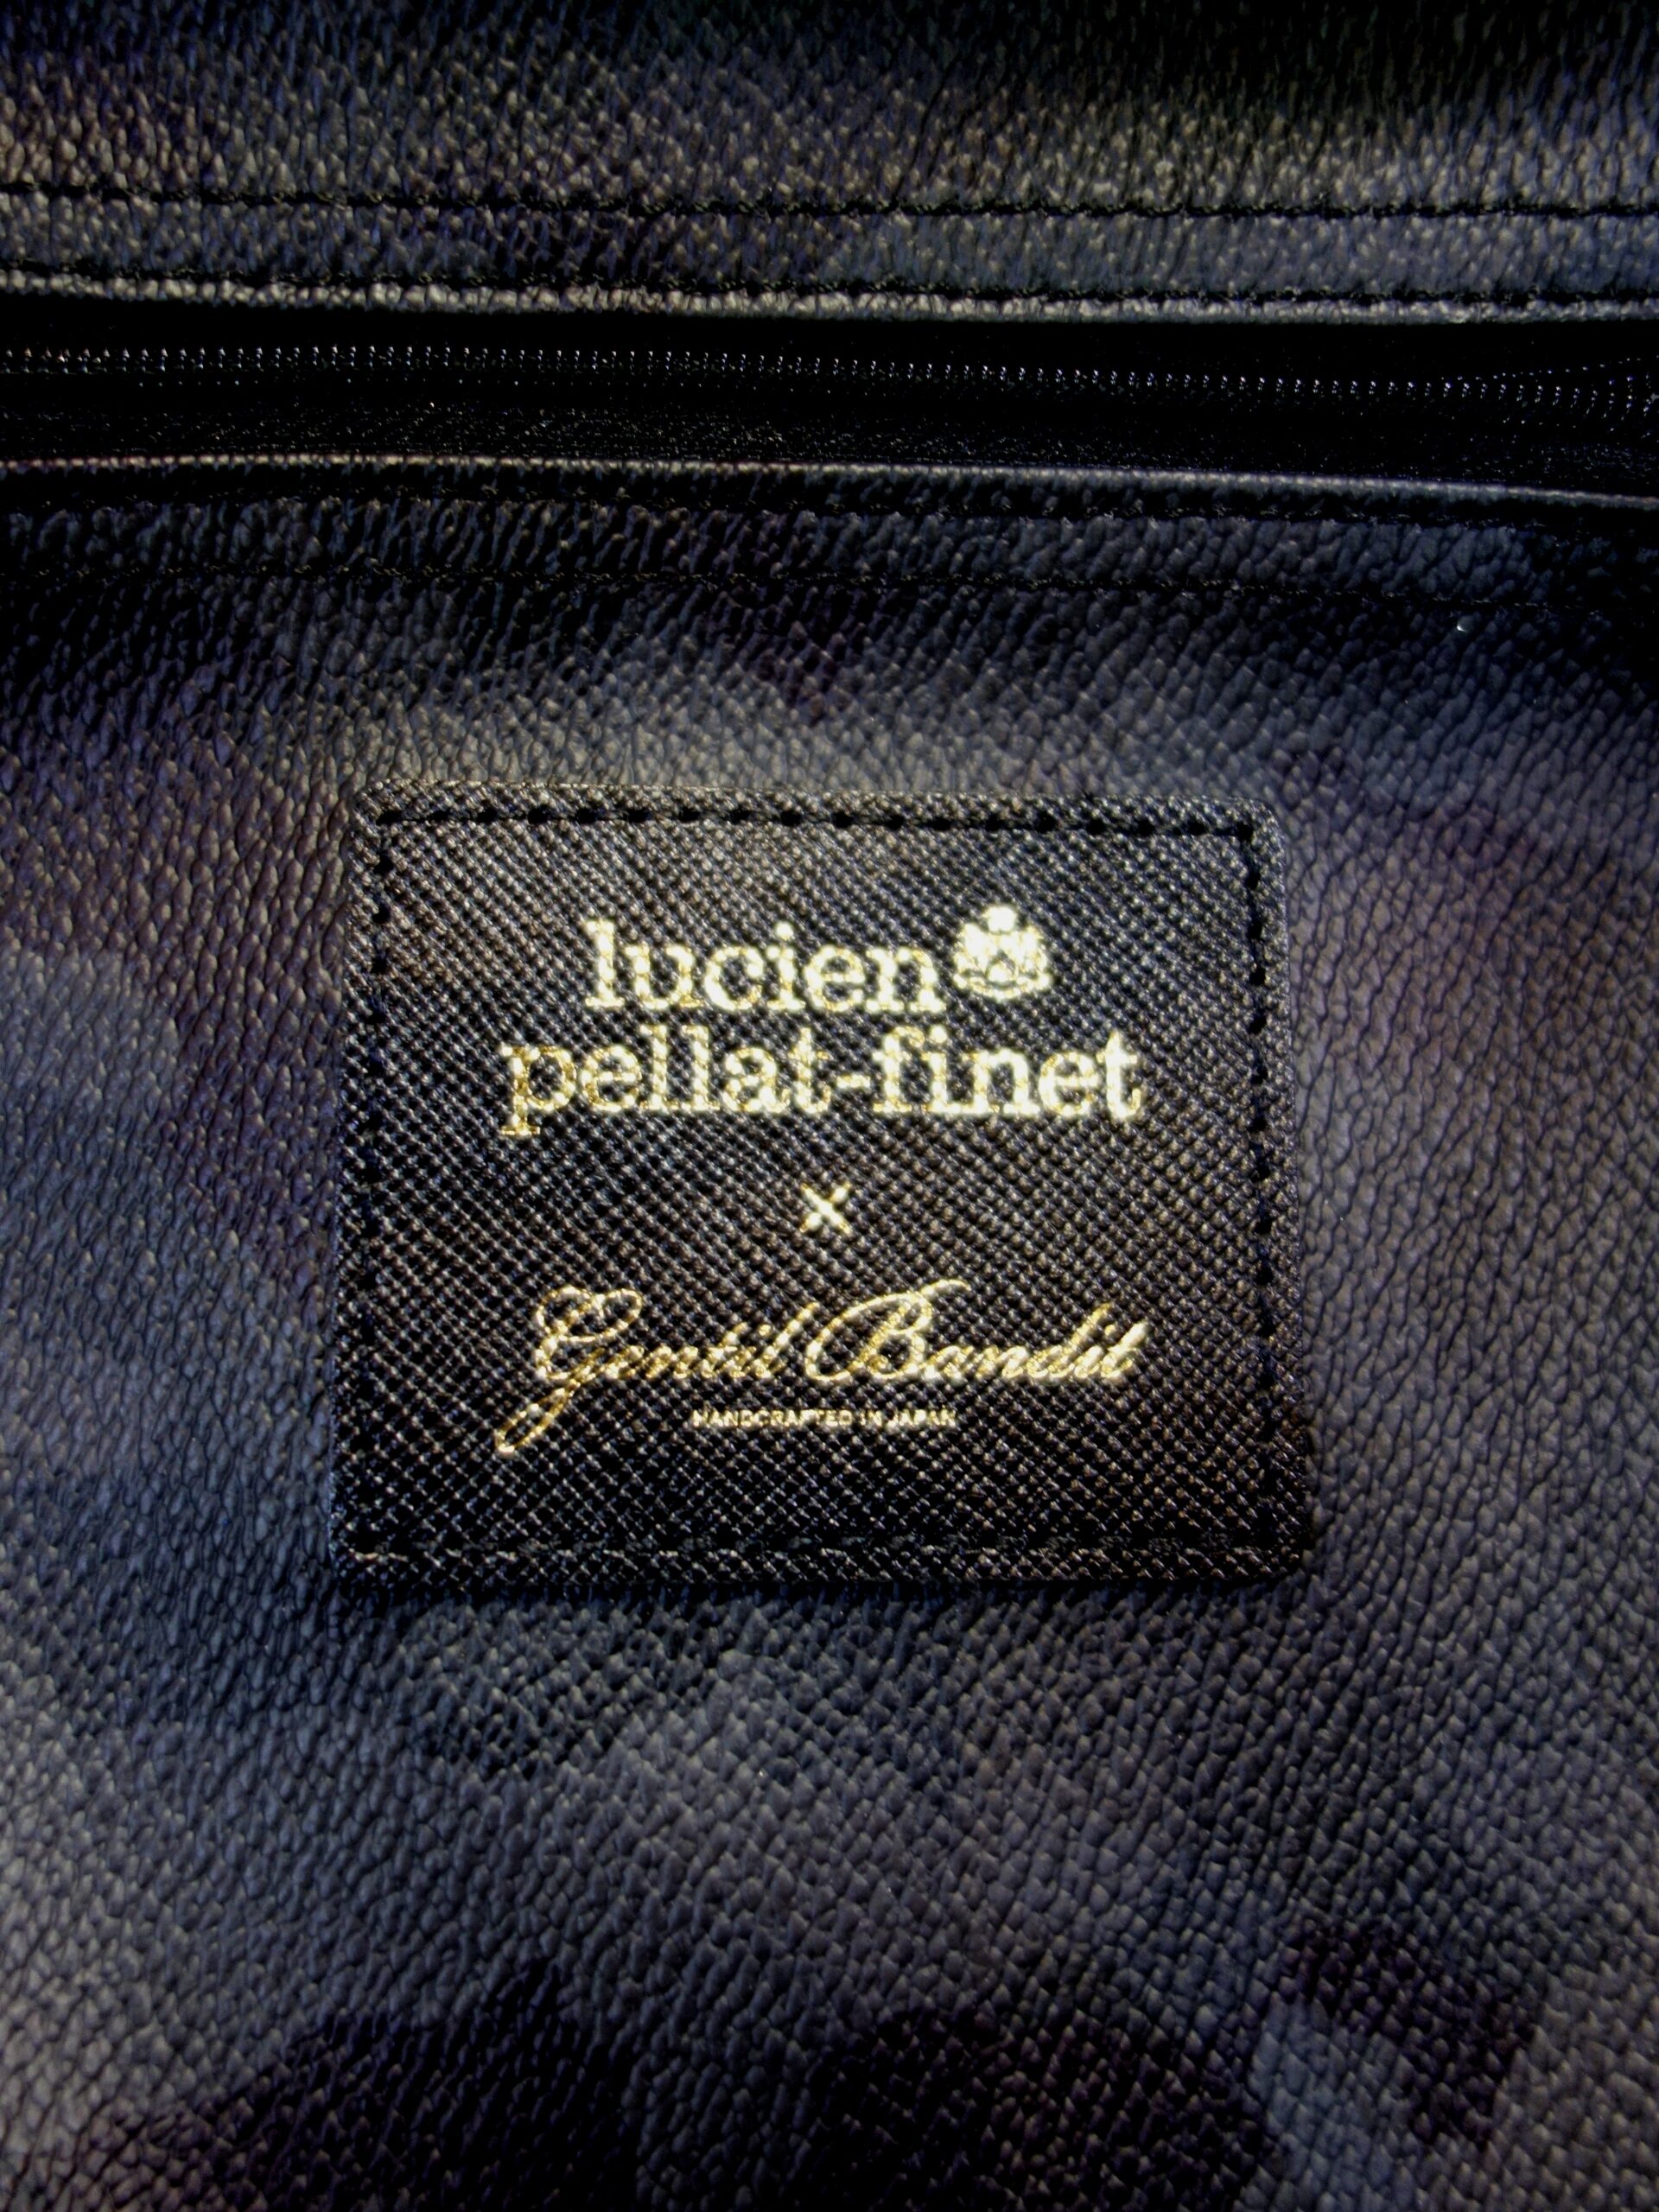 lucien
pellat-finet
×
Gentil Bandit
HANDCRAFTED IN JAPAN